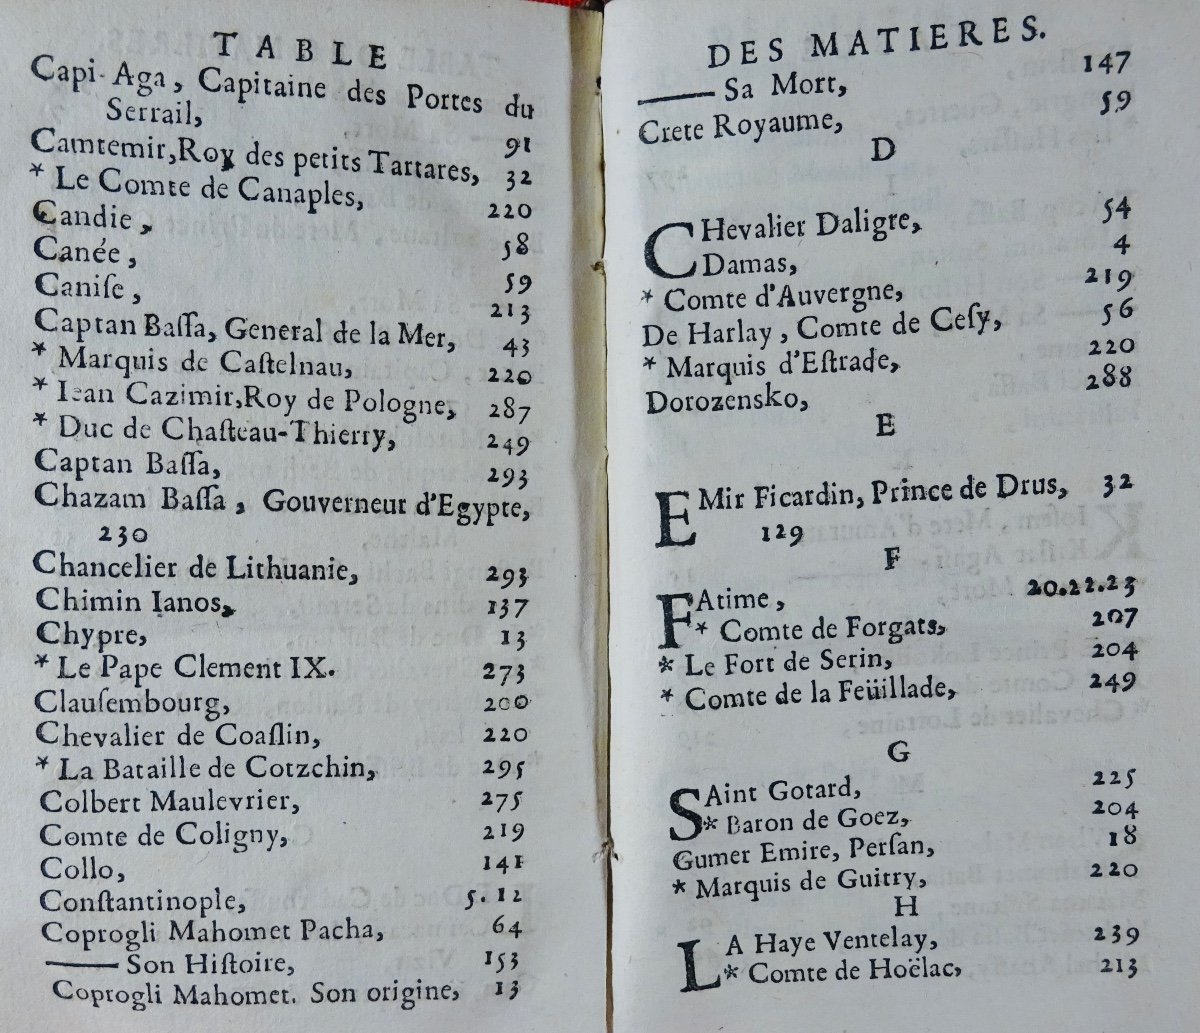 TABLE
Capi-Aga, Capitaine des Portes du
Serrail, 91
Camtemir, Roy des petits Tartares, 32
* Le Comte de Canaples, 220
Candie, 58
Canée, 59
Caniſe, 213
Captan Baſſa, General de la Mer, 43
* Marquis de Caſtelnau, 220
* Iean Cazimir, Roy de Pologne, 287
* Duc de Chaſteau-Thierry, 249
Captan Baſſa, 293
Chazam Baſſa, Gouverneur d'Egypte,
230
Chancelier de Lithuanie, 293
Chimin Ianos, 137
Chypre, 13
* Le Pape Clement IX. 273
Clauſembourg, 200
Chevalier de Coaſlin, 220
* La Bataille de Cotzchin, 295
Colbert Maulevrier, 275
Comte de Coligny, 219
Collo, 141
Conſtantinople, 5.12
Coprogli Mahomet Pacha, 64
—— Son Hiſtoire, 153
Coprogli Mahomet. Son origine, 13
DES MATIERES.
—— Sa Mort, 147
Crete Royaume, 59
D
CHevalier Daligre, 54
Damas, 4
* Comte d'Auvergne, 219
De Harlay, Comte de Ceſy, 56
* Marquis d'Eſtrade, 220
Dorozensko, 288
E
EMir Ficardin, Prince de Drus, 32
129
F
FAtime, 20.22.23
* Comte de Forgats, 207
* Le Fort de Serin, 204
* Comte de la Feüillade, 249
G
SAint Gotard, 225
* Baron de Goez, 204
Gumer Emire, Perſan, 18
* Marquis de Guitry, 220
H
LA Haye Ventelay, 239
* Comte de Hoëlac, 213